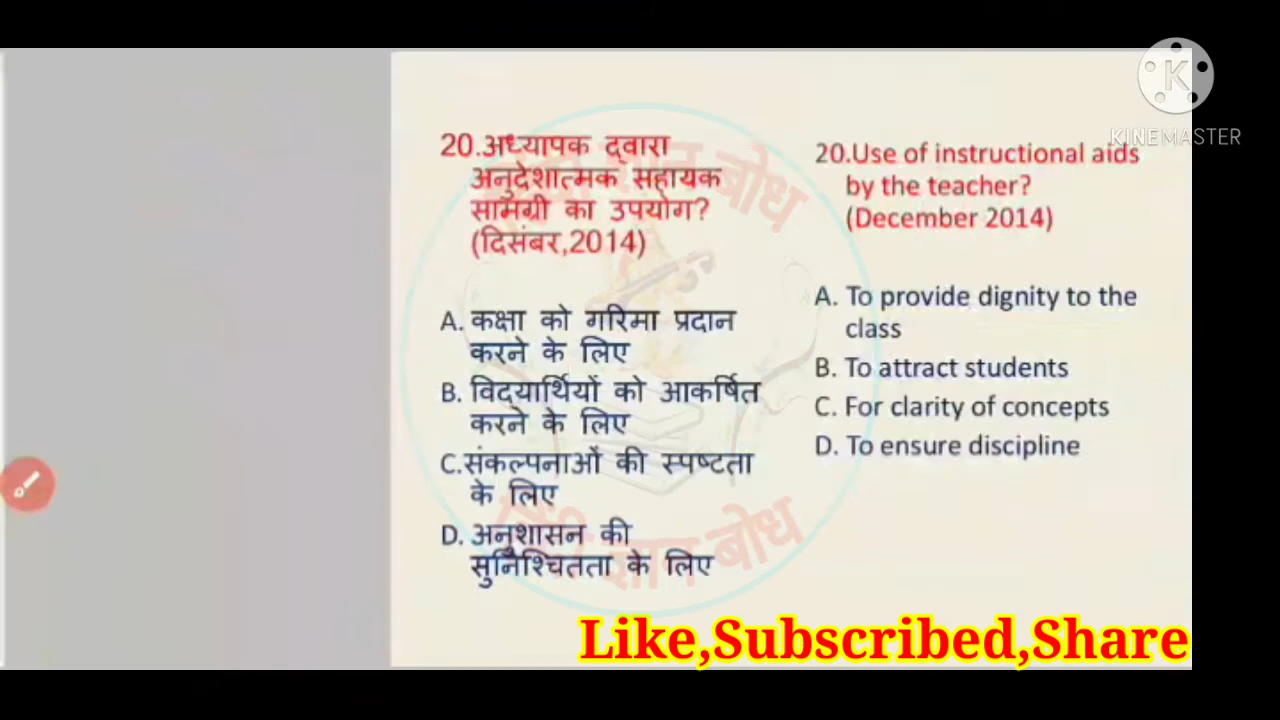 KINEMASTER
20.अध्यापक द्वारा
अनुदेशात्मक सहायक
सामग्री का उपयोग?
(दिसंबर,2014)
A. कक्षा को गरिमा प्रदान
करने के लिए
B. विद्यार्थियों को आकर्षित
करने के लिए
C.संकल्पनाओं की स्पष्टता
के लिए
D. अनुशासन की
सुनिश्चितता के लिए
20.Use of instructional aids
by the teacher?
(December 2014)
A. To provide dignity to the
class
B. To attract students
C. For clarity of concepts
D. To ensure discipline
हिंदी ज्ञान बोध
Like,Subscribed,Share